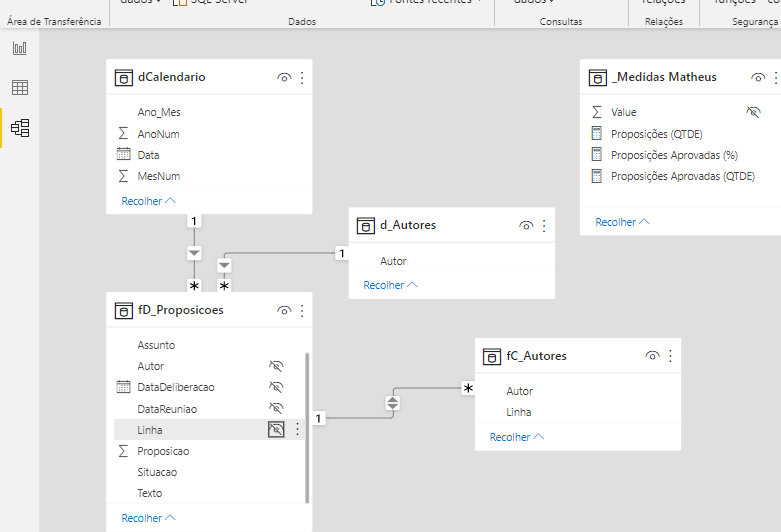 dados
SQL Server
Fontes recentes
dados
relações
funções
Área de Transferência
Dados
Consultas
Relações
Segurança
dCalendario
Ano_Mes
AnoNum
Data
MesNum
Recolher
_Medidas Matheus
Value
Proposições (QTDE)
Proposições Aprovadas (%)
Proposições Aprovadas (QTDE)
Recolher
1
d_Autores
Autor
Recolher
1
*
*
fD_Proposicoes
Assunto
Autor
DataDeliberacao
DataReuniao
Linha
Proposicao
Situacao
Texto
Recolher
1
*
fC_Autores
Autor
Linha
Recolher